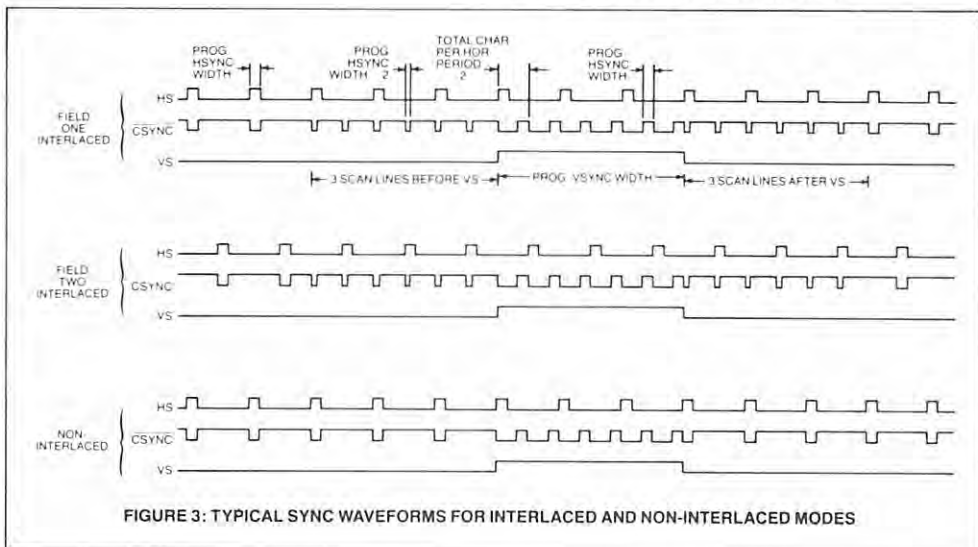 PROG
HSYNC
WIDTH
PROG
HSYNC
WIDTH 2
TOTAL CHAR
PER HOR
PERIOD
2
PROG
HSYNC
WIDTH
FIELD
ONE
INTERLACED
HS
CSYNC
VS
3 SCAN LINES BEFORE VS
PROG VSYNC WIDTH
3 SCAN LINES AFTER VS
FIELD
TWO
INTERLACED
HS
CSYNC
VS
NON-
INTERLACED
HS
CSYNC
VS
FIGURE 3: TYPICAL SYNC WAVEFORMS FOR INTERLACED AND NON-INTERLACED MODES